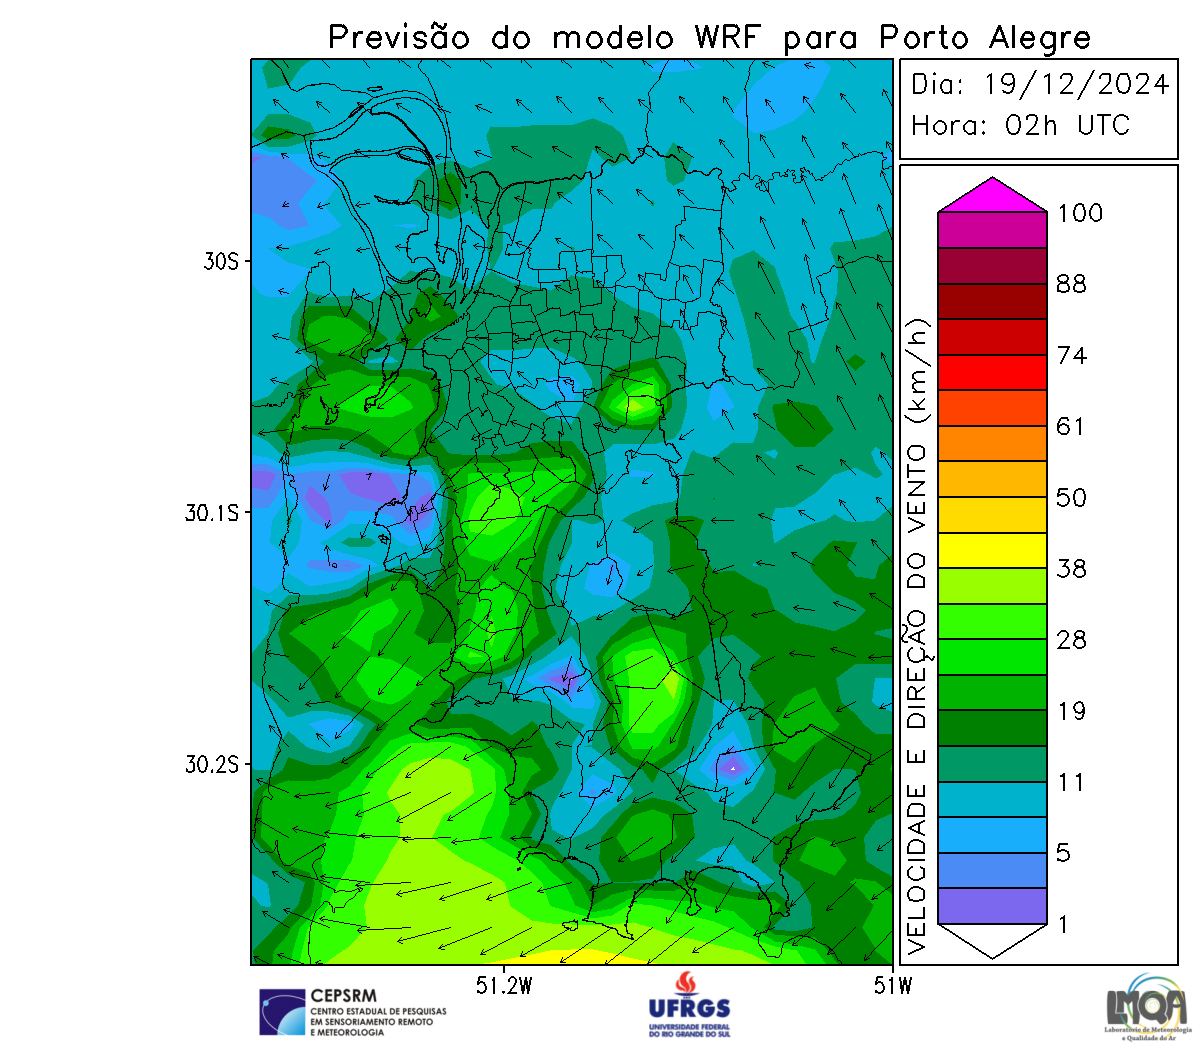 Previsão do modelo WRF para Porto Alegre
Dia: 19/12/2024
Hora: 02h UTC
100
88
74
61
50
38
28
19
11
5
1
VELOCIDADE E DIREÇÃO DO VENTO (km/h)
30S
30.1S
30.2S
51.2W
51W
CEPSRM
CENTRO ESTADUAL DE PESQUISAS
EM SENSORIAMENTO REMOTO
E METEOROLOGIA
UFRGS
UNIVERSIDADE FEDERAL
DO RIO GRANDE DO SUL
LMQA
Laboratório de Meteorologia
e Qualidade do Ar